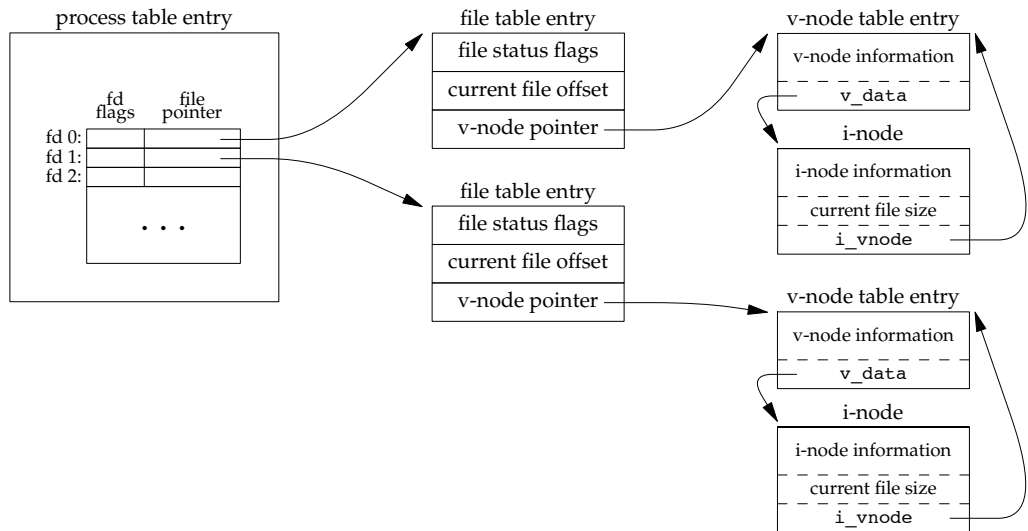 process table entry
fd
flags
file
pointer
fd 0:
fd 1:
fd 2:
. . .
file table entry
file status flags
current file offset
v-node pointer
file table entry
file status flags
current file offset
v-node pointer
v-node table entry
v-node information
v_data
i-node
i-node information
current file size
i_vnode
v-node table entry
v-node information
v_data
i-node
i-node information
current file size
i_vnode